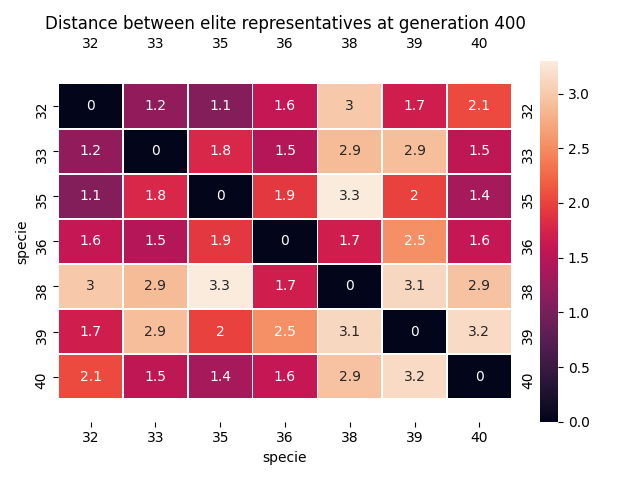 Distance between elite representatives at generation 400
32 33 35 36 38 39 40
32 0 1.2 1.1 1.6 3 1.7 2.1 32 3.0
33 1.2 0 1.8 1.5 2.9 2.9 1.5 33 2.5
35 1.1 1.8 0 1.9 3.3 2 1.4 35 2.0
specie
36 1.6 1.5 1.9 0 1.7 2.5 1.6 36 1.5
38 3 2.9 3.3 1.7 0 3.1 2.9 38 1.0
39 1.7 2.9 2 2.5 3.1 0 3.2 39 0.5
40 2.1 1.5 1.4 1.6 2.9 3.2 0 40 0.0
32 33 35 36 38 39 40
specie